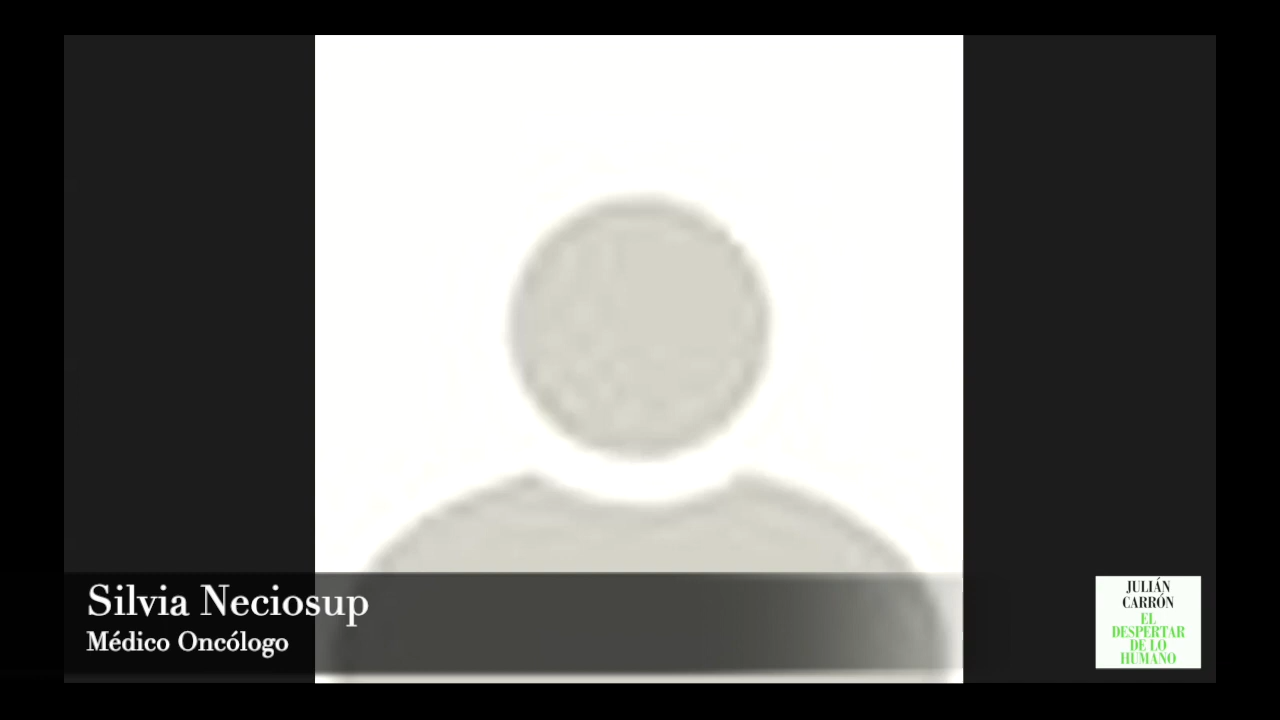 Silvia Neciosup
Médico Oncólogo
JULIÁN
CARRÓN
EL
DESPERTAR
DE LO
HUMANO